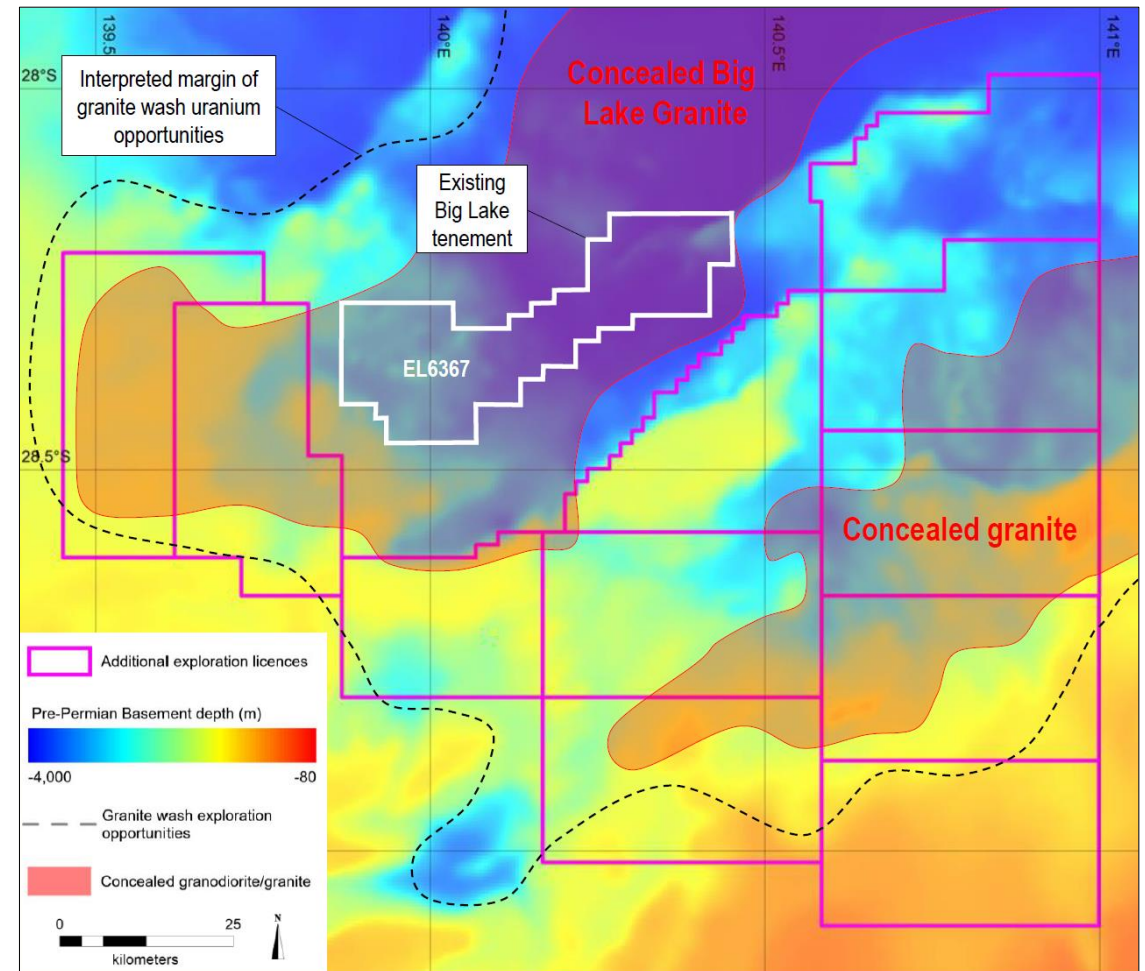 139.5
140°E
140.5°E
141°E
28°S
Interpreted margin of
granite wash uranium
opportunities
Concealed Big
Lake Granite
Existing
Big Lake
tenement
EL6367
28.5°S
Concealed granite
Additional exploration licences
Pre-Permian Basement depth (m)
-4,000
-80
Granite wash exploration
opportunities
Concealed granodiorite/granite
0
25
kilometers
N